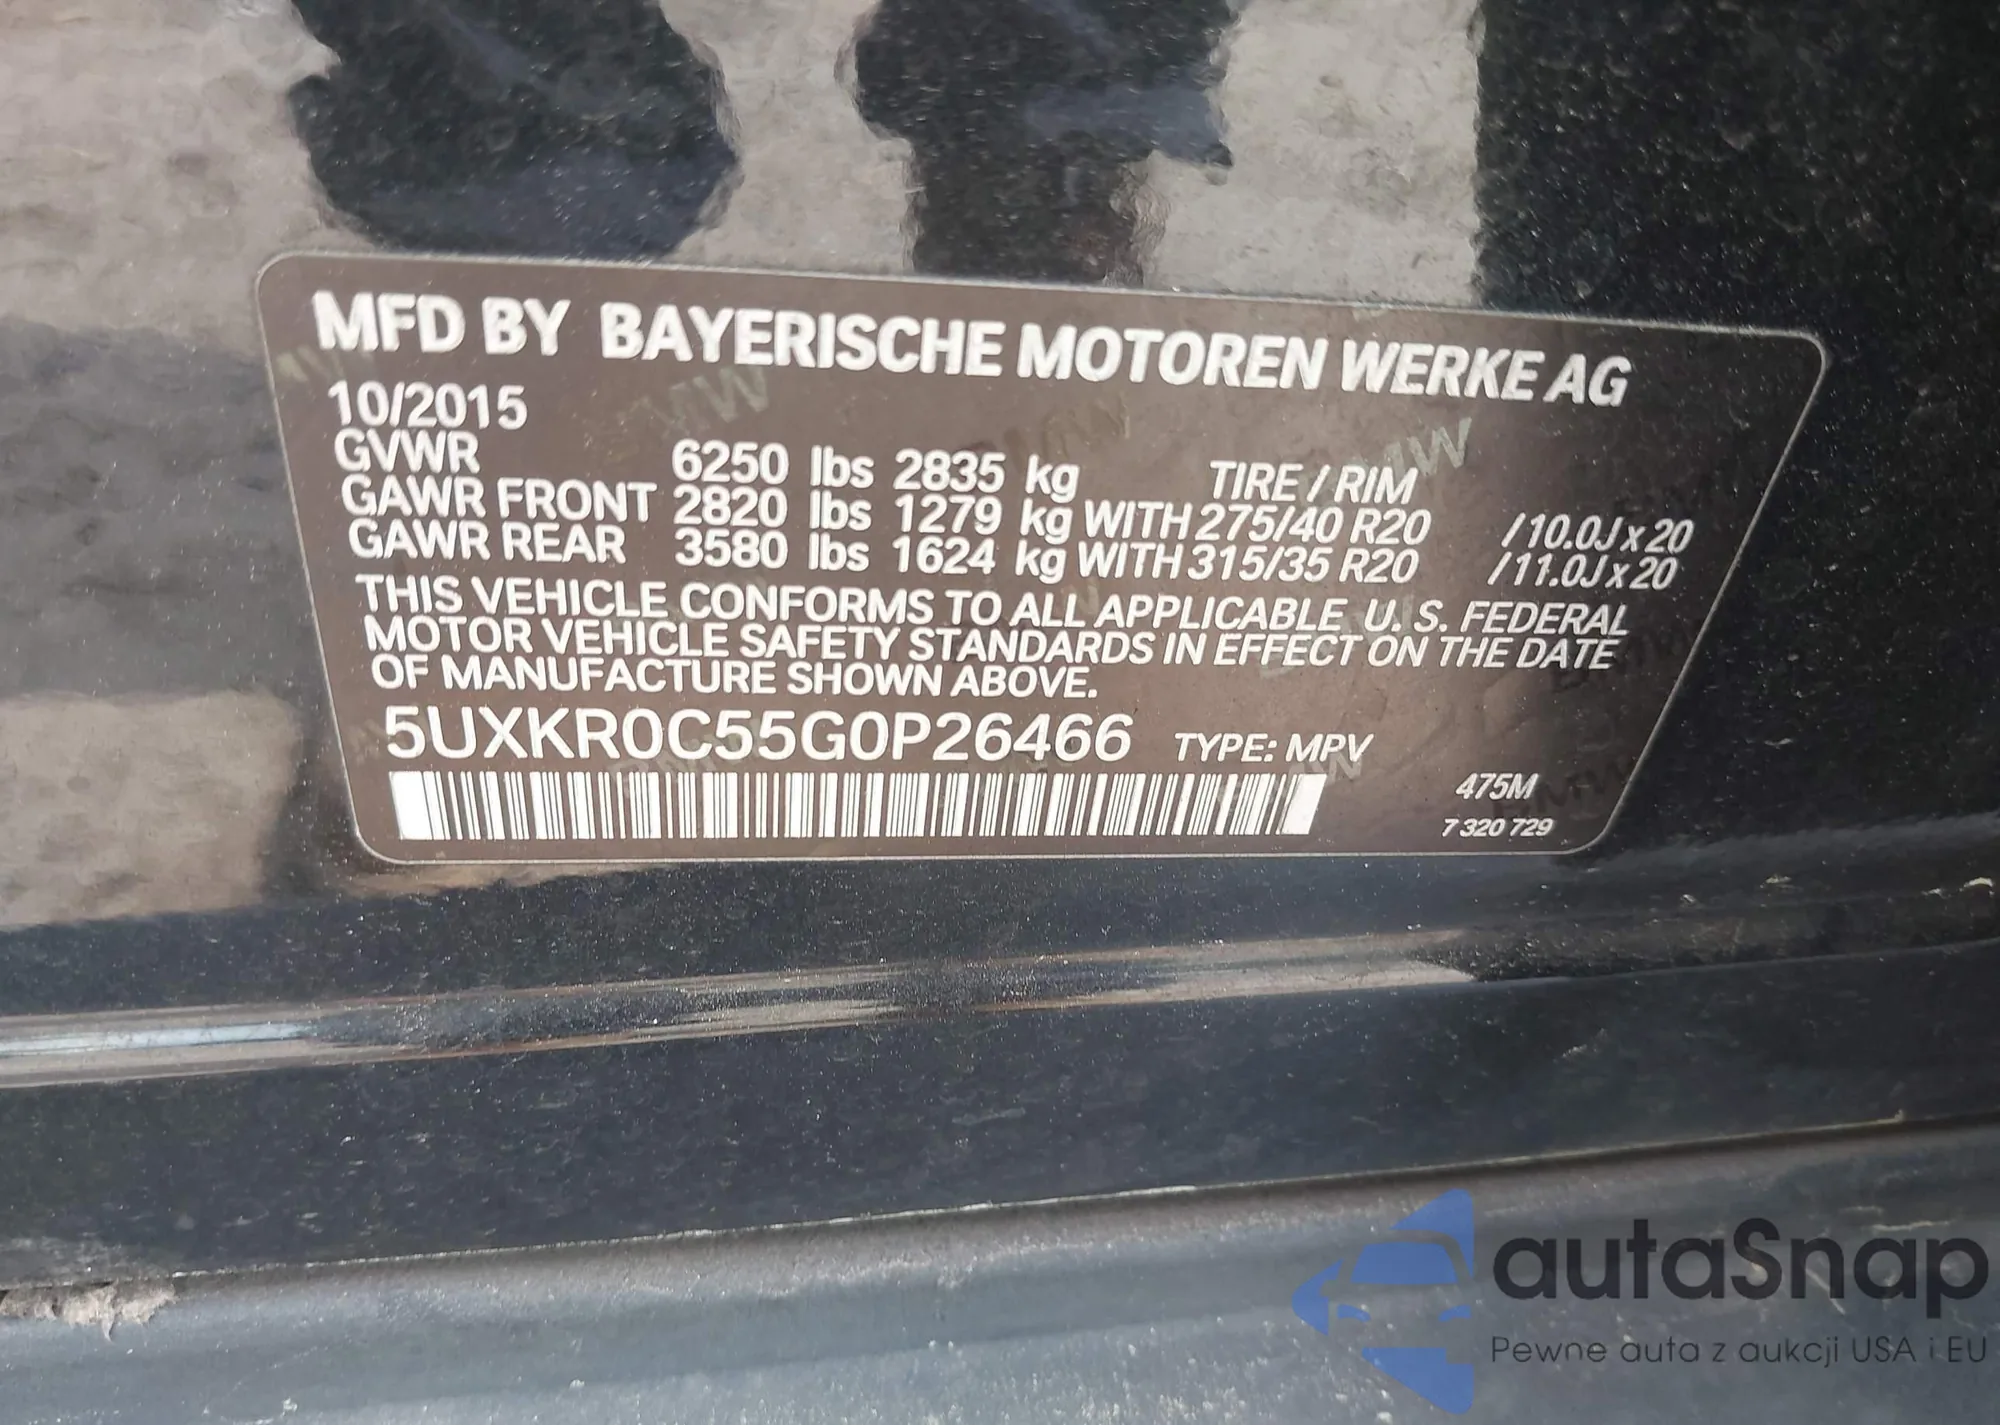 MFD BY BAYERISCHE MOTOREN WERKE AG
10/2015
GVWR 6250 lbs 2835 kg TIRE / RIM
GAWR FRONT 2820 lbs 1279 kg WITH 275/40 R20 /10.0J x 20
GAWR REAR 3580 lbs 1624 kg WITH 315/35 R20 /11.0J x 20
THIS VEHICLE CONFORMS TO ALL APPLICABLE U.S. FEDERAL
MOTOR VEHICLE SAFETY STANDARDS IN EFFECT ON THE DATE
OF MANUFACTURE SHOWN ABOVE.
5UXKR0C55G0P26466 TYPE: MPV
475M
7 320 729
autaSnap
Pewne auta z aukcji USA i EU